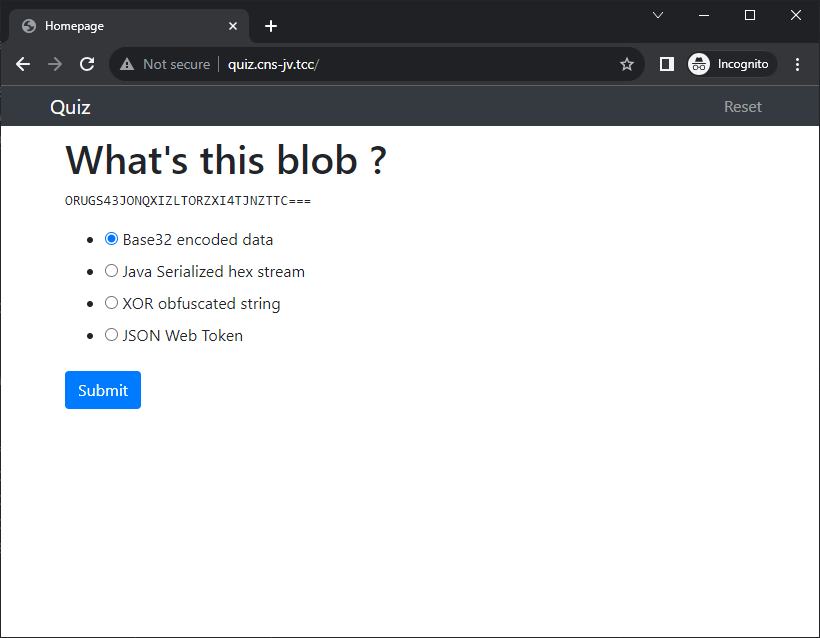 Homepage
Not secure
quiz.cns-jv.tcc/
Incognito
Quiz
Reset
What's this blob ?
ORUGS43JONQXIZLTORZXI4TJNZTTC===
Base32 encoded data
Java Serialized hex stream
XOR obfuscated string
JSON Web Token
Submit